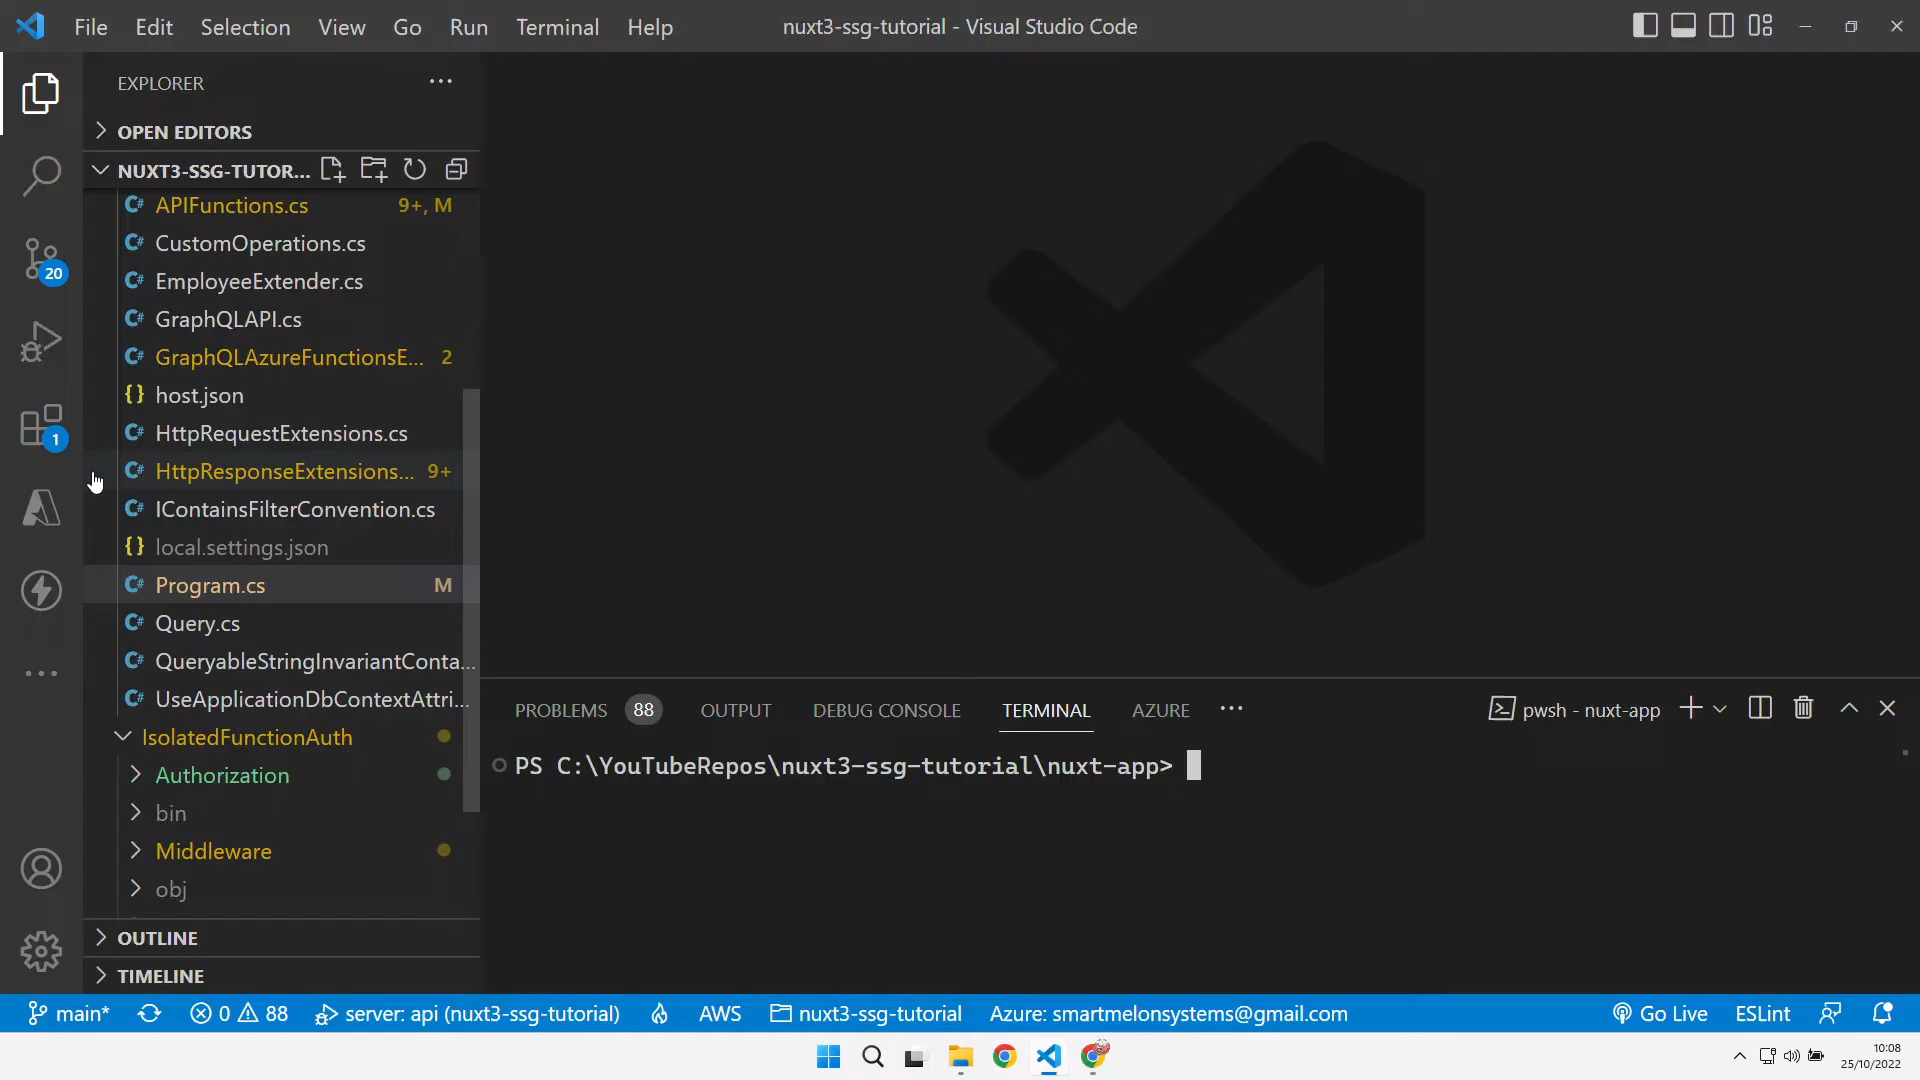 File Edit Selection View Go Run Terminal Help
nuxt3-ssg-tutorial - Visual Studio Code
EXPLORER
OPEN EDITORS
NUXT3-SSG-TUTOR...
APIFunctions.cs 9+, M
CustomOperations.cs
EmployeeExtender.cs
GraphQLAPI.cs
GraphQLAzureFunctionsE... 2
{} host.json
HttpRequestExtensions.cs
HttpResponseExtensions... 9+
IContainsFilterConvention.cs
{} local.settings.json
Program.cs M
Query.cs
QueryableStringInvariantConta...
UseApplicationDbContextAttri...
IsolatedFunctionAuth
Authorization
bin
Middleware
obj
OUTLINE
TIMELINE
20
1
PROBLEMS 88 OUTPUT DEBUG CONSOLE TERMINAL AZURE
pwsh - nuxt-app
PS C:\YouTubeRepos\nuxt3-ssg-tutorial\nuxt-app>
main* 0 88 server: api (nuxt3-ssg-tutorial) AWS nuxt3-ssg-tutorial Azure: smartmelonsystems@gmail.com Go Live ESLint
10:08
25/10/2022